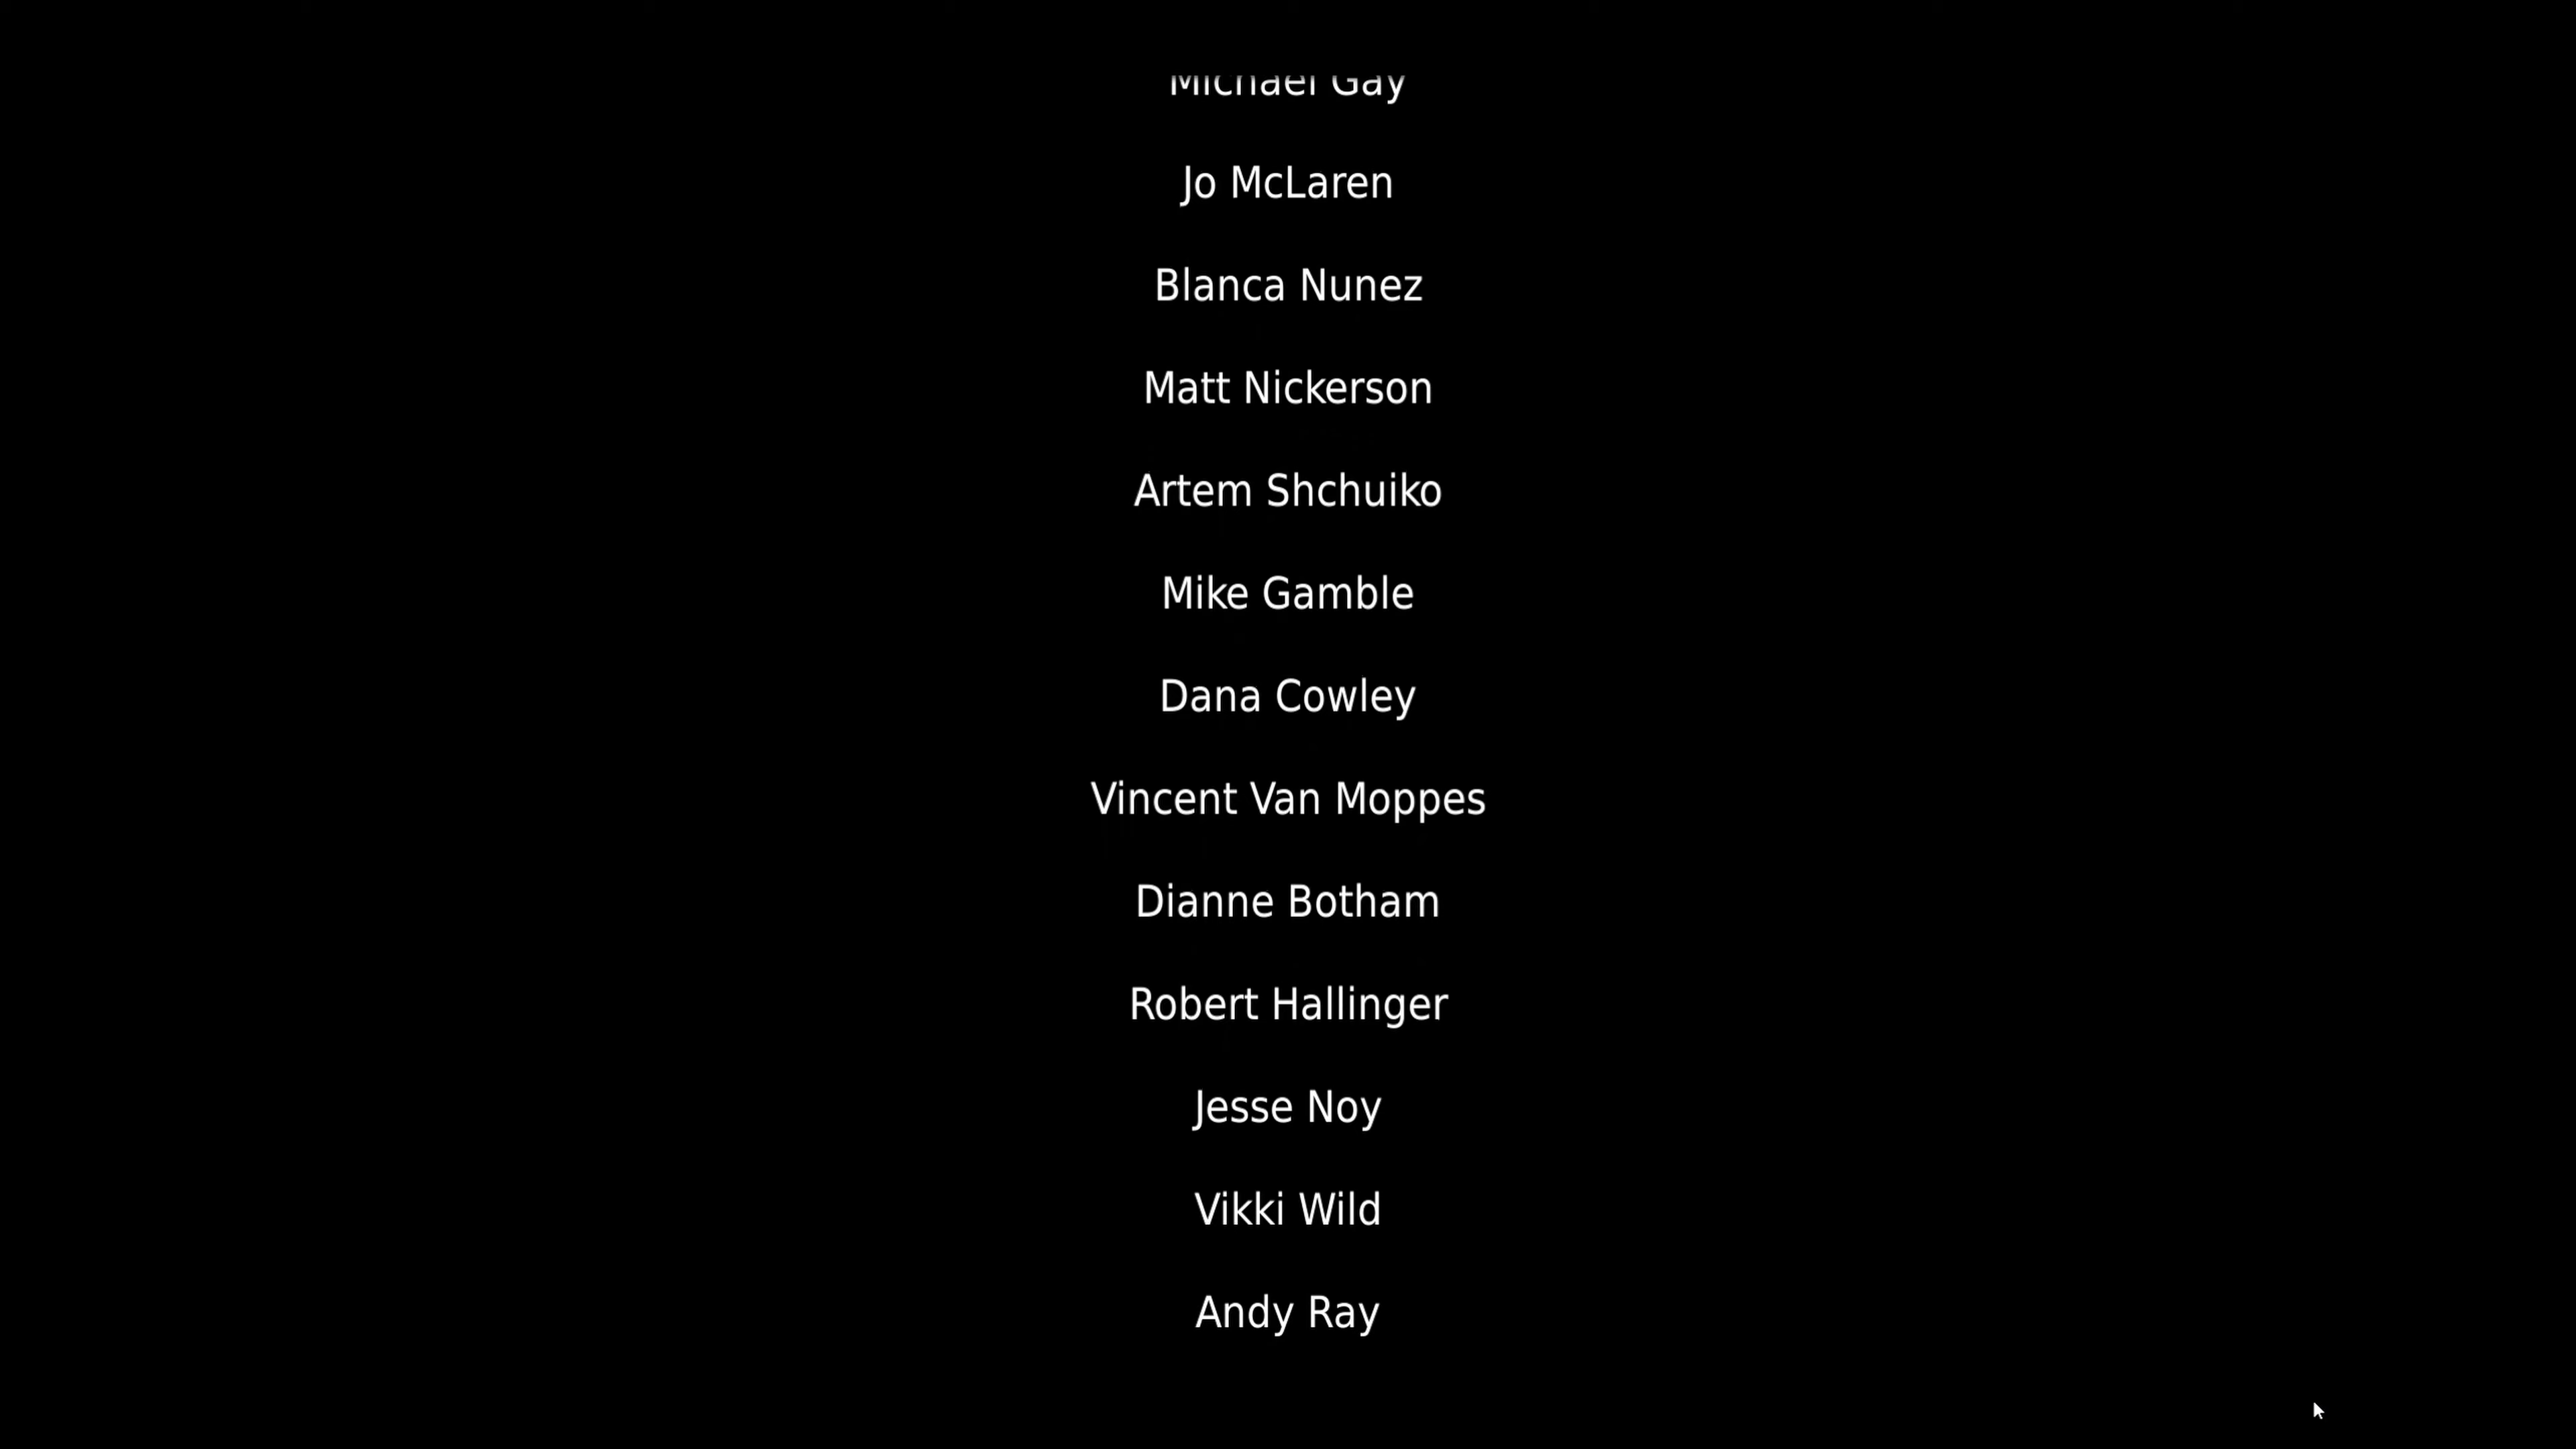 Michael Gay
Jo McLaren
Blanca Nunez
Matt Nickerson
Artem Shchuiko
Mike Gamble
Dana Cowley
Vincent Van Moppes
Dianne Botham
Robert Hallinger
Jesse Noy
Vikki Wild
Andy Ray